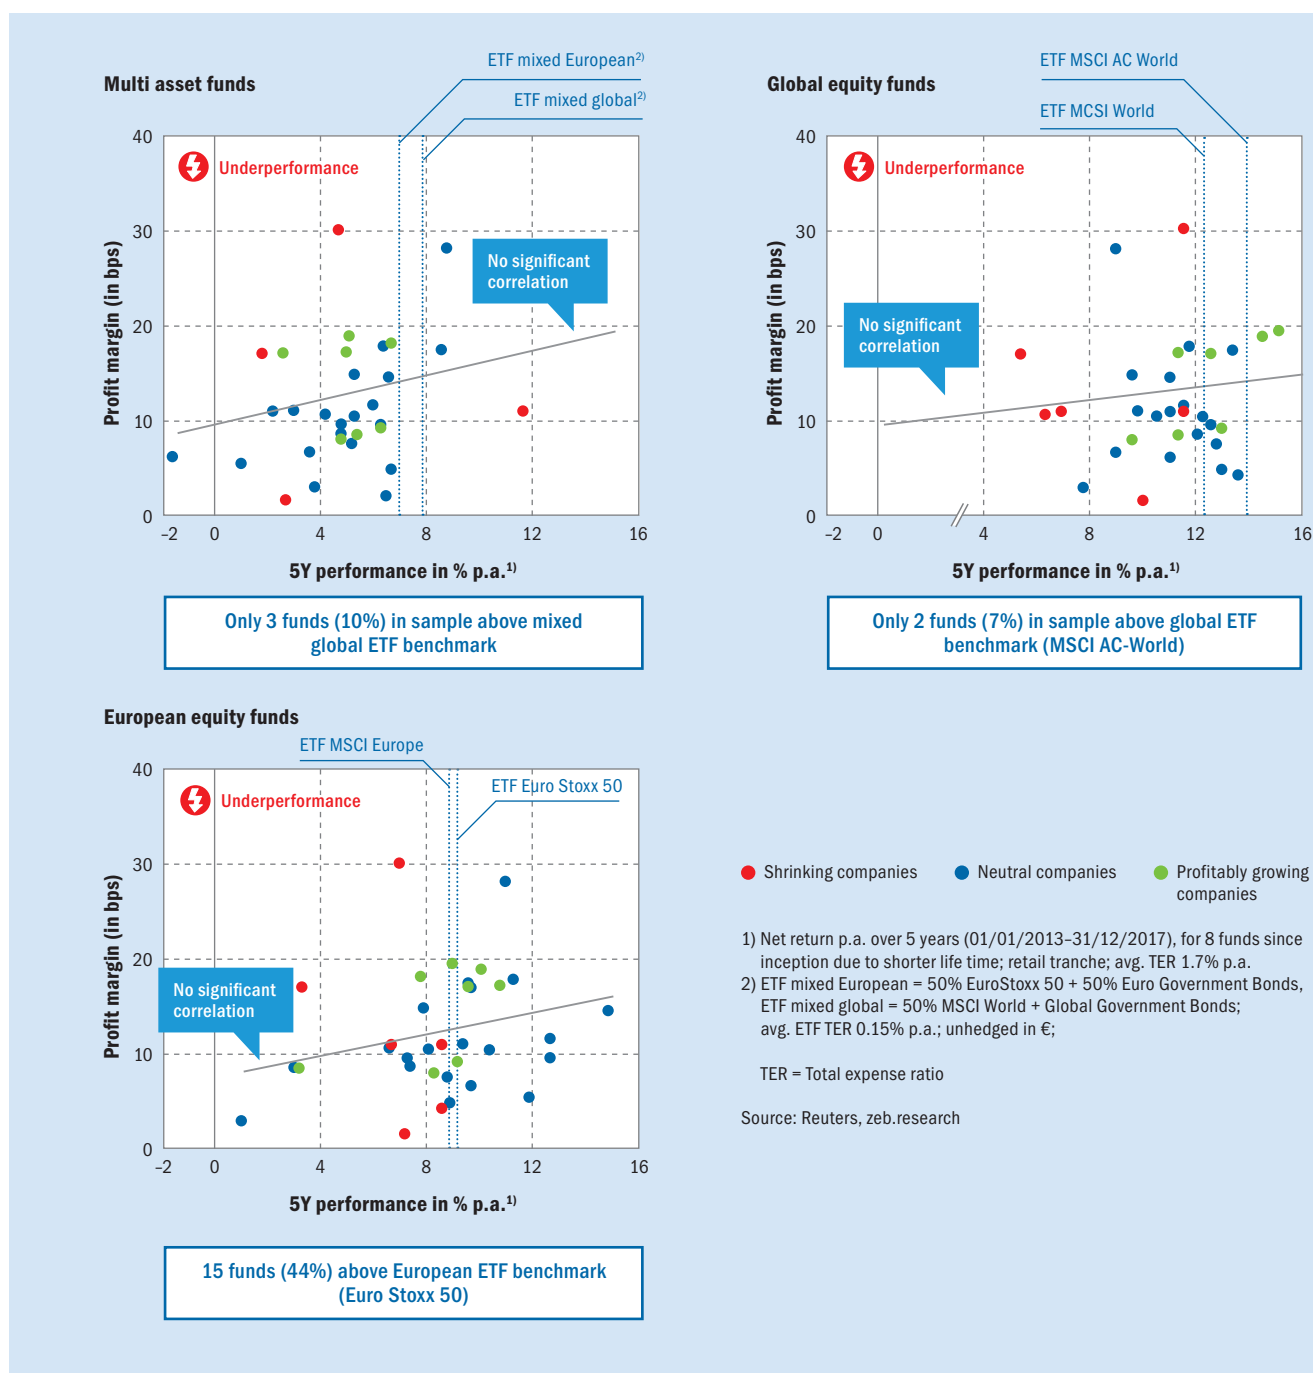 Multi asset funds
ETF mixed European2)
ETF mixed global2)
Underperformance
No significant
correlation
Profit margin (in bps)
40
30
20
10
0
–2 0 4 8 12 16
5Y performance in % p.a.1)
Only 3 funds (10%) in sample above mixed
global ETF benchmark
Global equity funds
ETF MSCI AC World
ETF MCSI World
Underperformance
No significant
correlation
Profit margin (in bps)
40
30
20
10
0
–2 0 4 8 12 16
5Y performance in % p.a.1)
Only 2 funds (7%) in sample above global ETF
benchmark (MSCI AC-World)
European equity funds
ETF MSCI Europe
ETF Euro Stoxx 50
Underperformance
No significant
correlation
Profit margin (in bps)
40
30
20
10
0
–2 0 4 8 12 16
5Y performance in % p.a.1)
15 funds (44%) above European ETF benchmark
(Euro Stoxx 50)
Shrinking companies Neutral companies Profitably growing
companies
1) Net return p.a. over 5 years (01/01/2013–31/12/2017), for 8 funds since
inception due to shorter life time; retail tranche; avg. TER 1.7% p.a.
2) ETF mixed European = 50% EuroStoxx 50 + 50% Euro Government Bonds,
ETF mixed global = 50% MSCI World + Global Government Bonds;
avg. ETF TER 0.15% p.a.; unhedged in €;
TER = Total expense ratio
Source: Reuters, zeb.research